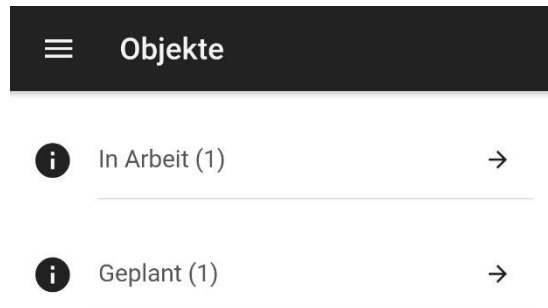 Objekte
In Arbeit (1)
Geplant (1)